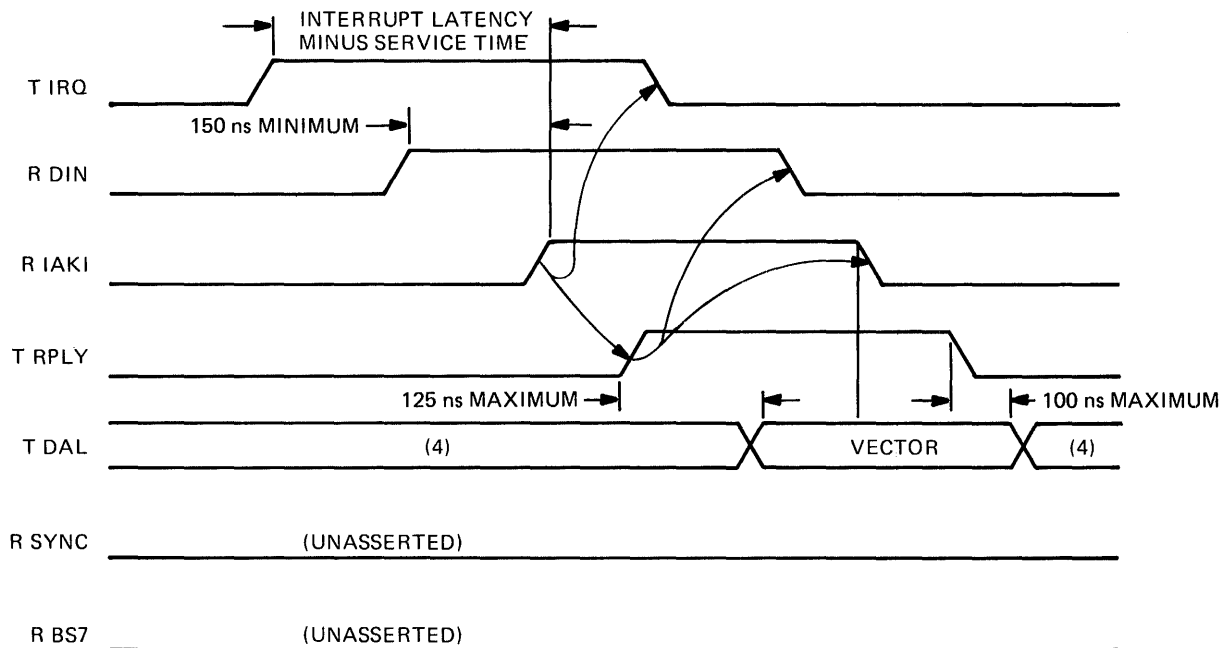 INTERRUPT LATENCY
MINUS SERVICE TIME
T IRQ
150 ns MINIMUM
R DIN
R IAKI
T RPLY
125 ns MAXIMUM
100 ns MAXIMUM
T DAL
(4)
VECTOR
(4)
R SYNC
(UNASSERTED)
R BS7
(UNASSERTED)